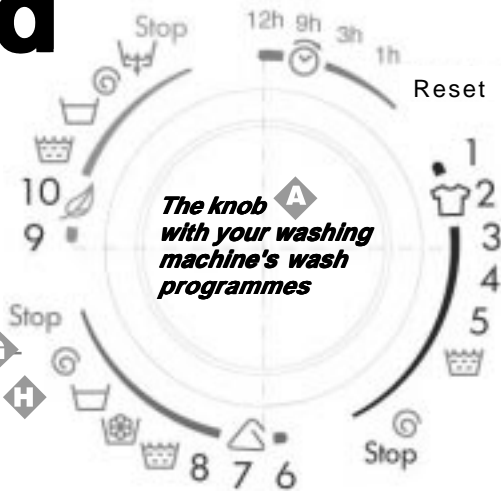 d
Stop
12h 9h 3h 1h
Reset
1
2
3
4
5
Stop
The knob A
with your washing
machine's wash
programmes
10
9
Stop
H
8 7 6